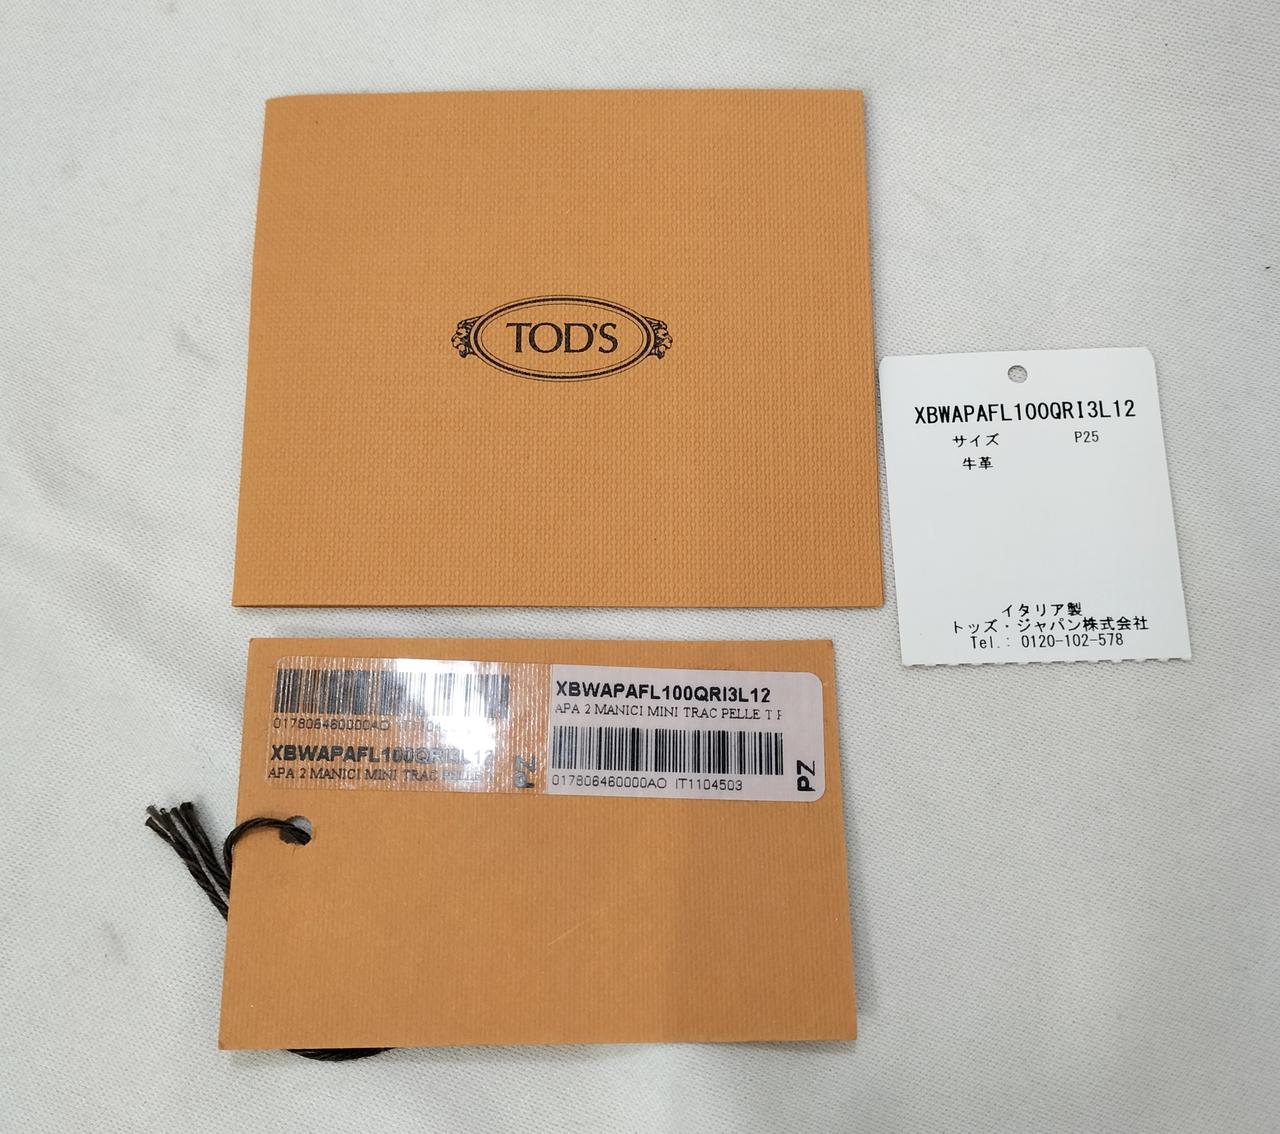 TOD'S
XBWAPAFL100QRI3L12
サイズ P25
牛革
イタリア製
トッズ・ジャパン株式会社
Tel.: 0120-102-578
017806460000AO IT104
XBWAPAFL100QRI3L12
APA 2 MANICI MINI TRAC PELLE
PZ
XBWAPAFL100QRI3L12
APA 2 MANICI MINI TRAC PELLE T F
017806460000AO IT1104503
PZ